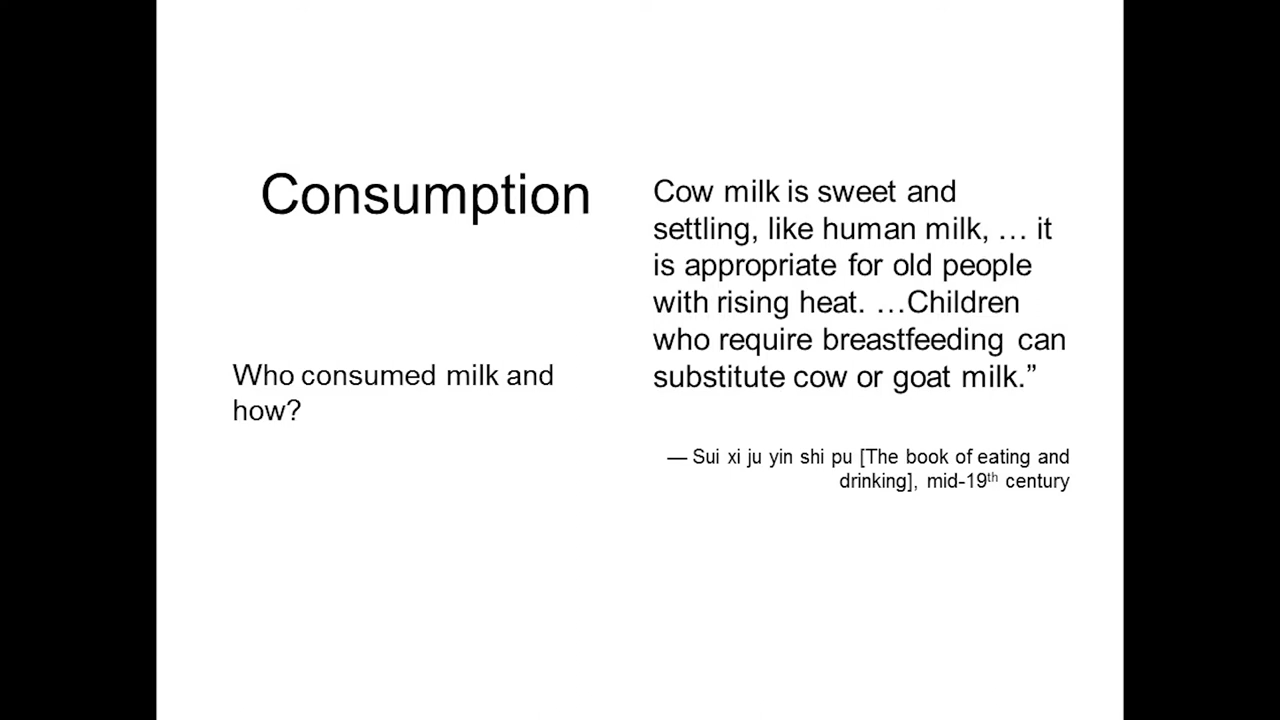 Consumption
Who consumed milk and
how?
Cow milk is sweet and
settling, like human milk, … it
is appropriate for old people
with rising heat. …Children
who require breastfeeding can
substitute cow or goat milk.”
— Sui xi ju yin shi pu [The book of eating and
drinking], mid-19th century